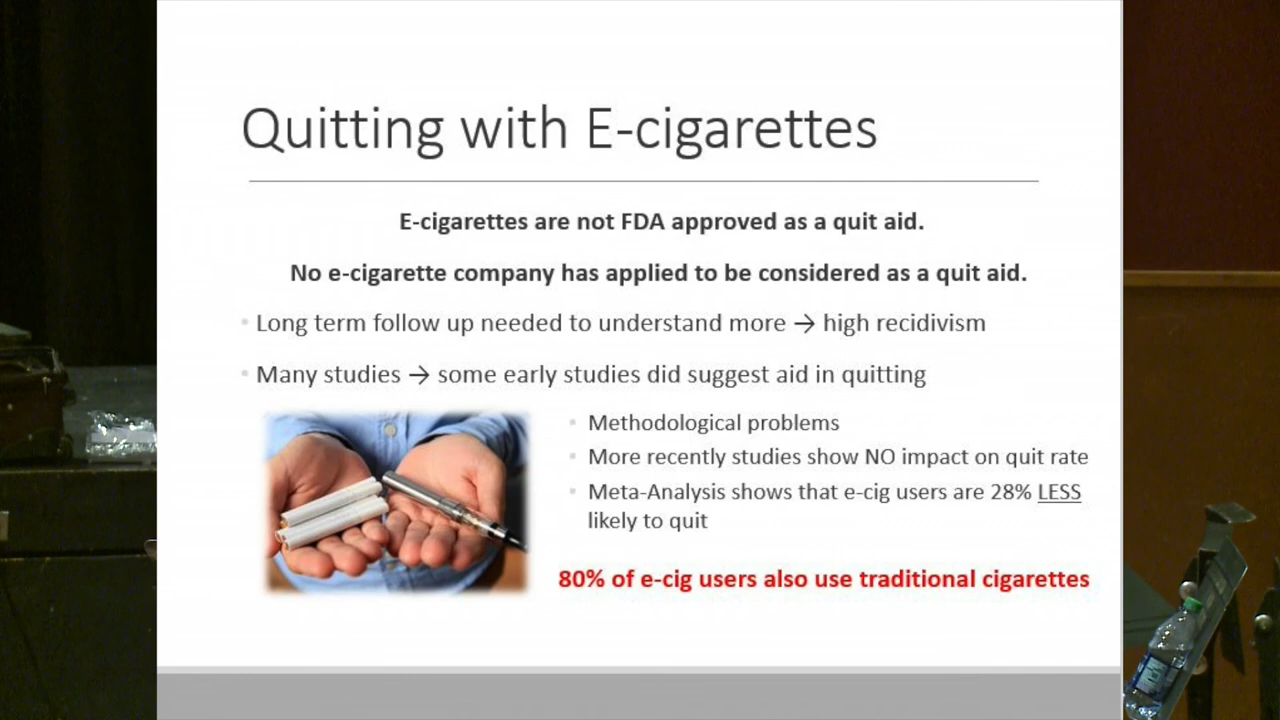 Quitting with E-cigarettes
E-cigarettes are not FDA approved as a quit aid.
No e-cigarette company has applied to be considered as a quit aid.
• Long term follow up needed to understand more → high recidivism
• Many studies → some early studies did suggest aid in quitting
• Methodological problems
• More recently studies show NO impact on quit rate
• Meta-Analysis shows that e-cig users are 28% LESS
likely to quit
80% of e-cig users also use traditional cigarettes